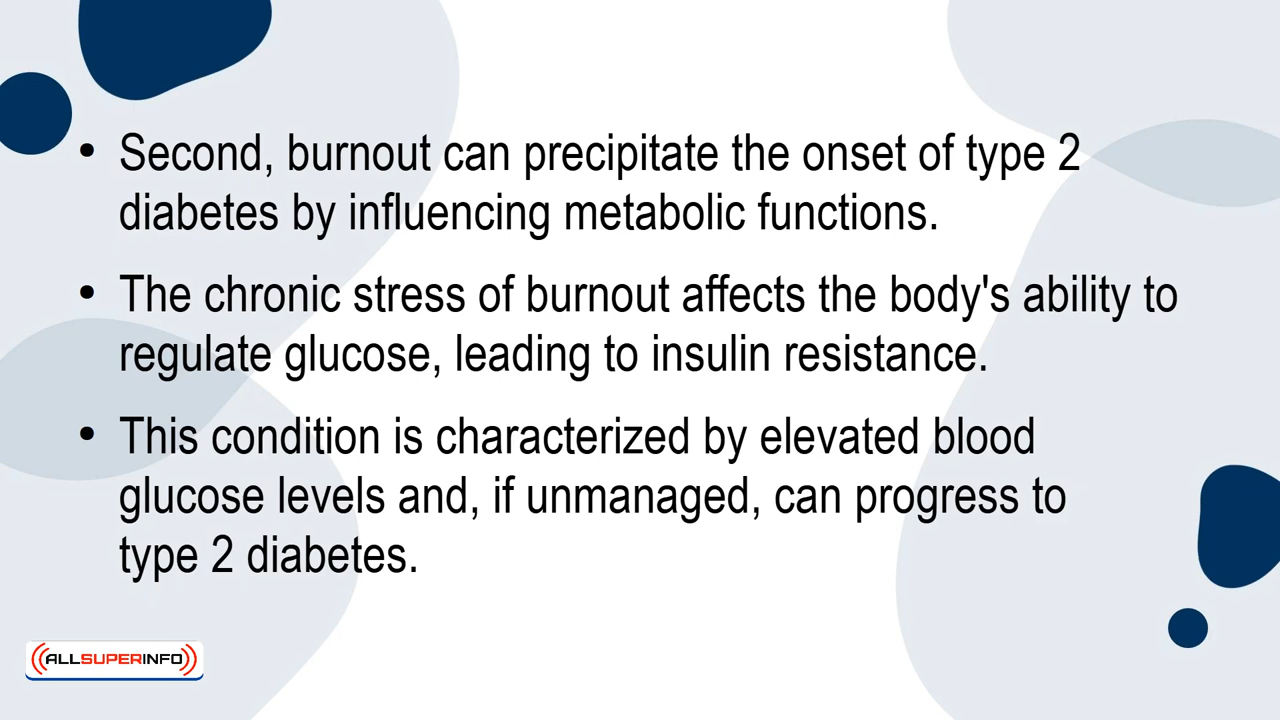 • Second, burnout can precipitate the onset of type 2
diabetes by influencing metabolic functions.
• The chronic stress of burnout affects the body's ability to
regulate glucose, leading to insulin resistance.
• This condition is characterized by elevated blood
glucose levels and, if unmanaged, can progress to
type 2 diabetes.
ALLSUPERINFO